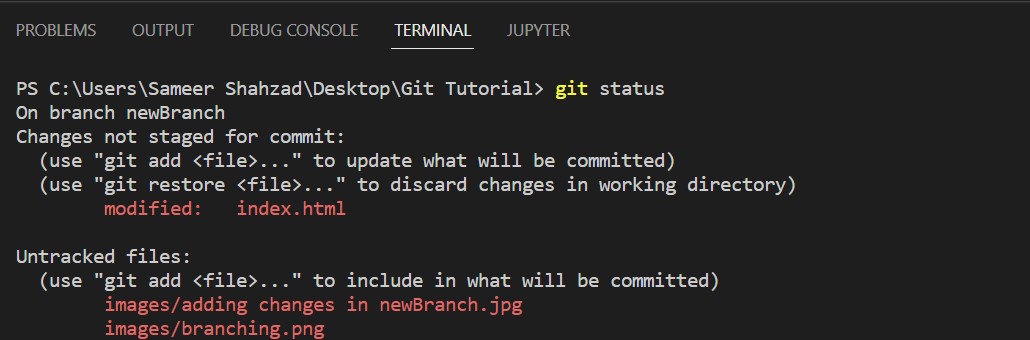 PROBLEMS OUTPUT DEBUG CONSOLE TERMINAL JUPYTER
PS C:\Users\Sameer Shahzad\Desktop\Git Tutorial> git status
On branch newBranch
Changes not staged for commit:
  (use "git add <file>..." to update what will be committed)
  (use "git restore <file>..." to discard changes in working directory)
        modified:   index.html

Untracked files:
  (use "git add <file>..." to include in what will be committed)
        images/adding changes in newBranch.jpg
        images/branching.png